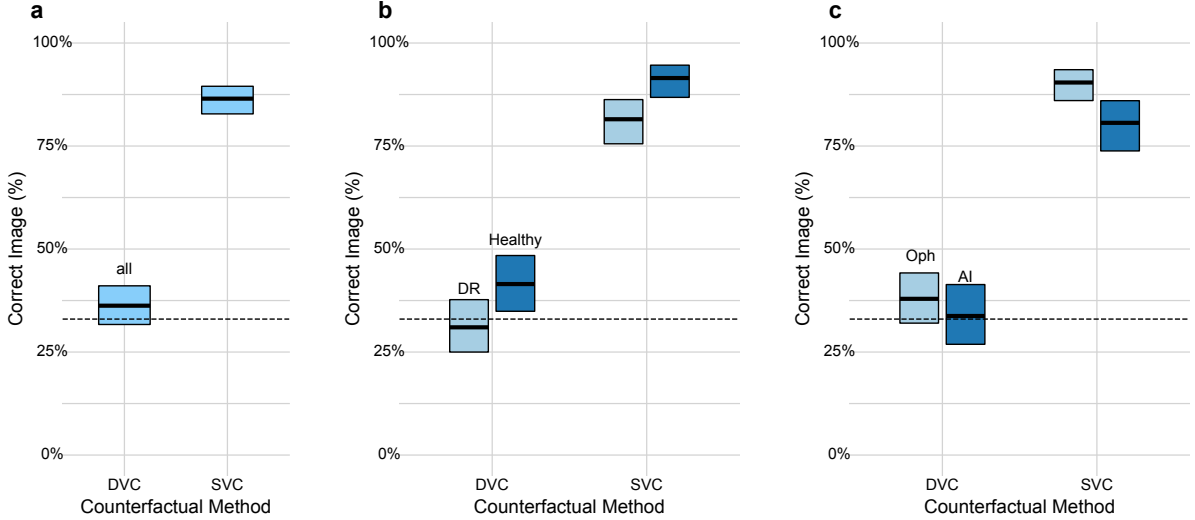 a
100%
75%
50%
25%
0%
Correct Image (%)
all
DVC
SVC
Counterfactual Method
b
100%
75%
50%
25%
0%
Correct Image (%)
Healthy
DR
DVC
SVC
Counterfactual Method
c
100%
75%
50%
25%
0%
Correct Image (%)
Oph
AI
DVC
SVC
Counterfactual Method